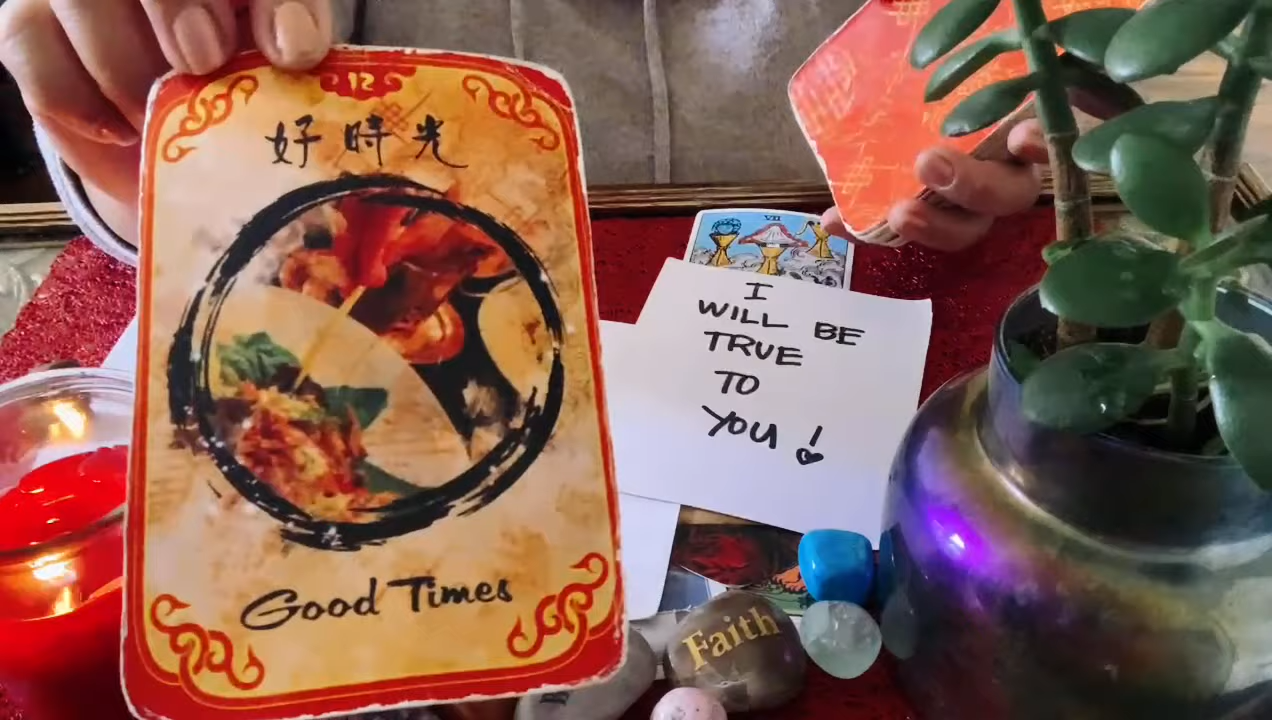 12
好時光
Good Times
VII
I
WILL BE
TRUE
TO
YOU!
Faith